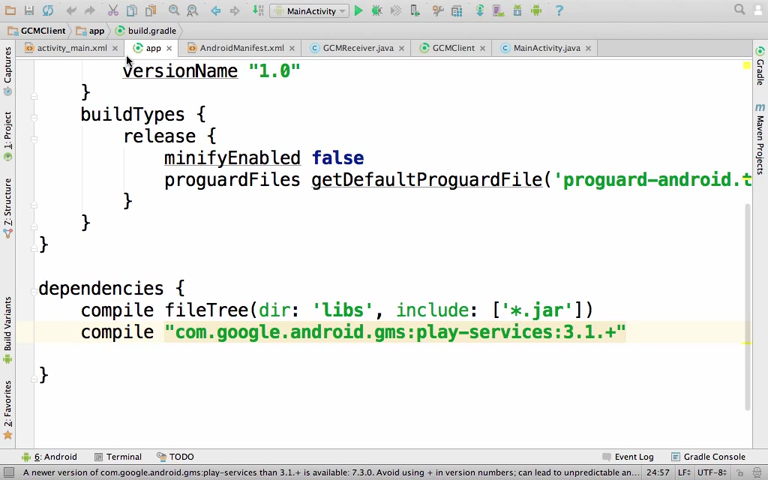 MainActivity
GCMClient
app
build.gradle
activity_main.xml
app
AndroidManifest.xml
GCMReceiver.java
GCMClient
MainActivity.java
Captures
1: Project
7: Structure
Build Variants
2: Favorites
versionName "1.0"
}
buildTypes {
release {
minifyEnabled false
proguardFiles getDefaultProguardFile('proguard-android.t
}
}
}
dependencies {
compile fileTree(dir: 'libs', include: ['*.jar'])
compile "com.google.android.gms:play-services:3.1.+"
}
Gradle
Maven Projects
6: Android
Terminal
TODO
Event Log
Gradle Console
A newer version of com.google.android.gms:play-services than 3.1.+ is available: 7.3.0. Avoid using + in version numbers; can lead to unpredictable an...
24:57
LF÷
UTF-8÷